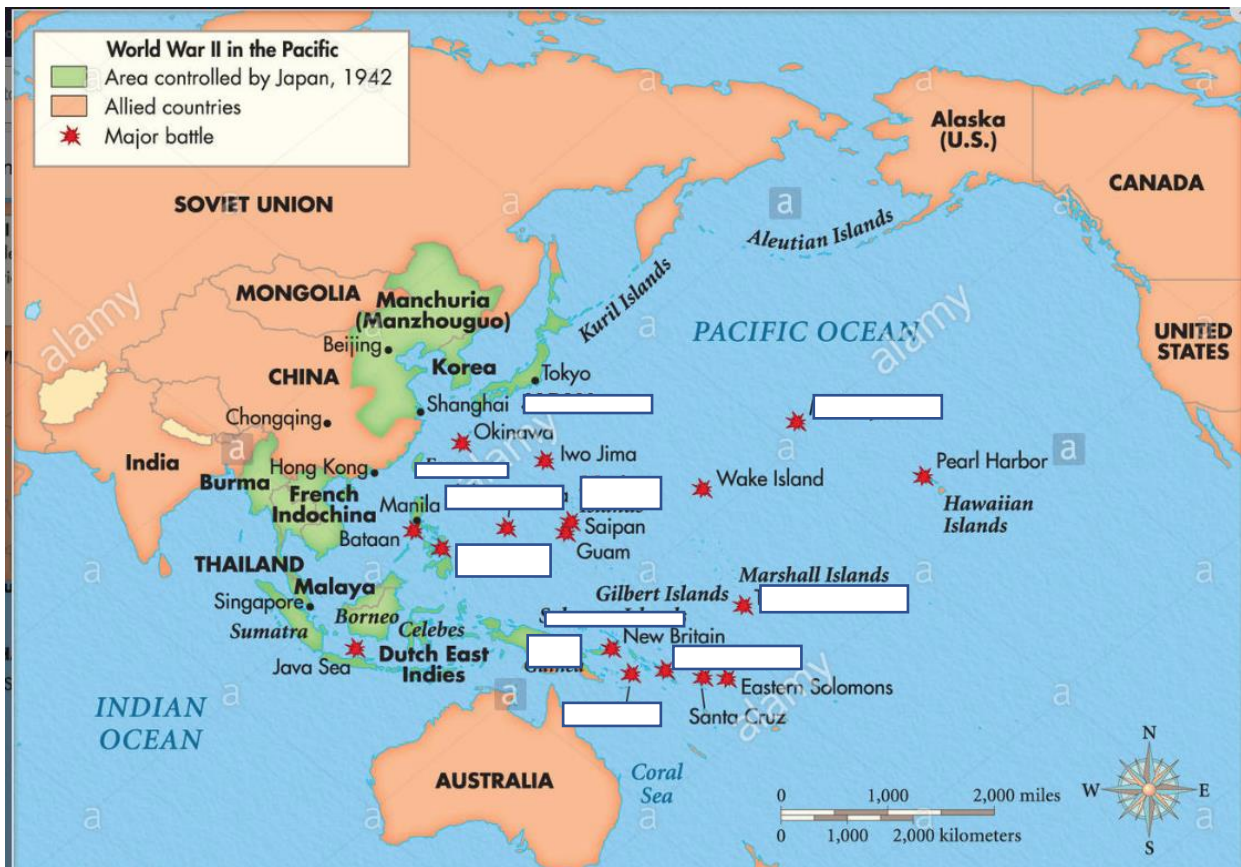 World War II in the Pacific
Area controlled by Japan, 1942
Allied countries
Major battle
Alaska
(U.S.)
CANADA
SOVIET UNION
Aleutian Islands
MONGOLIA
Manchuria
(Manzhouguo)
Kuril Islands
PACIFIC OCEAN
UNITED
STATES
Beijing
Korea
Tokyo
CHINA
Shanghai
Chongqing
Okinawa
India
Iwo Jima
Pearl Harbor
Hong Kong
Wake Island
Burma
French
Indochina
Hawaiian
Islands
Manila
Saipan
Bataan
Guam
THAILAND
Malaya
Marshall Islands
Gilbert Islands
Singapore
Borneo
Sumatra
Celebes
New Britain
Java Sea
Dutch East
Indies
Eastern Solomons
Santa Cruz
INDIAN
OCEAN
AUSTRALIA
Coral
Sea
0 1,000 2,000 miles
0 1,000 2,000 kilometers
N
W E
S
a
alamy